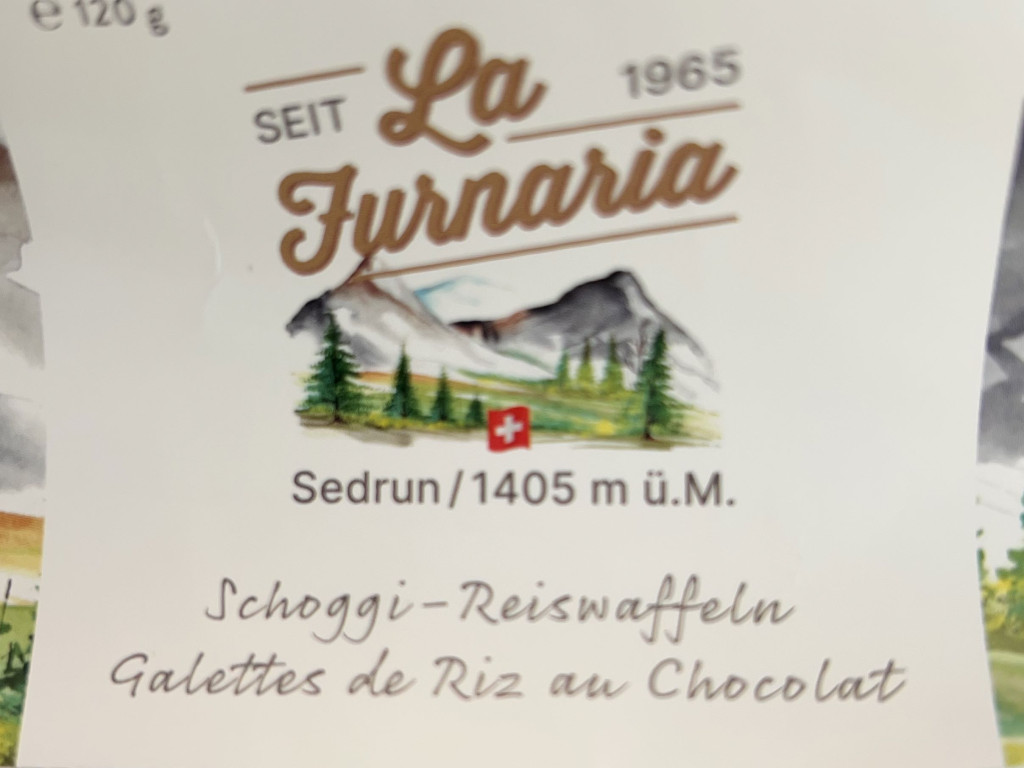 ℮ 120 g
SEIT La 1965
Furnaria
Sedrun / 1405 m ü.M.
Schoggi-Reiswaffeln
Galettes de Riz au Chocolat